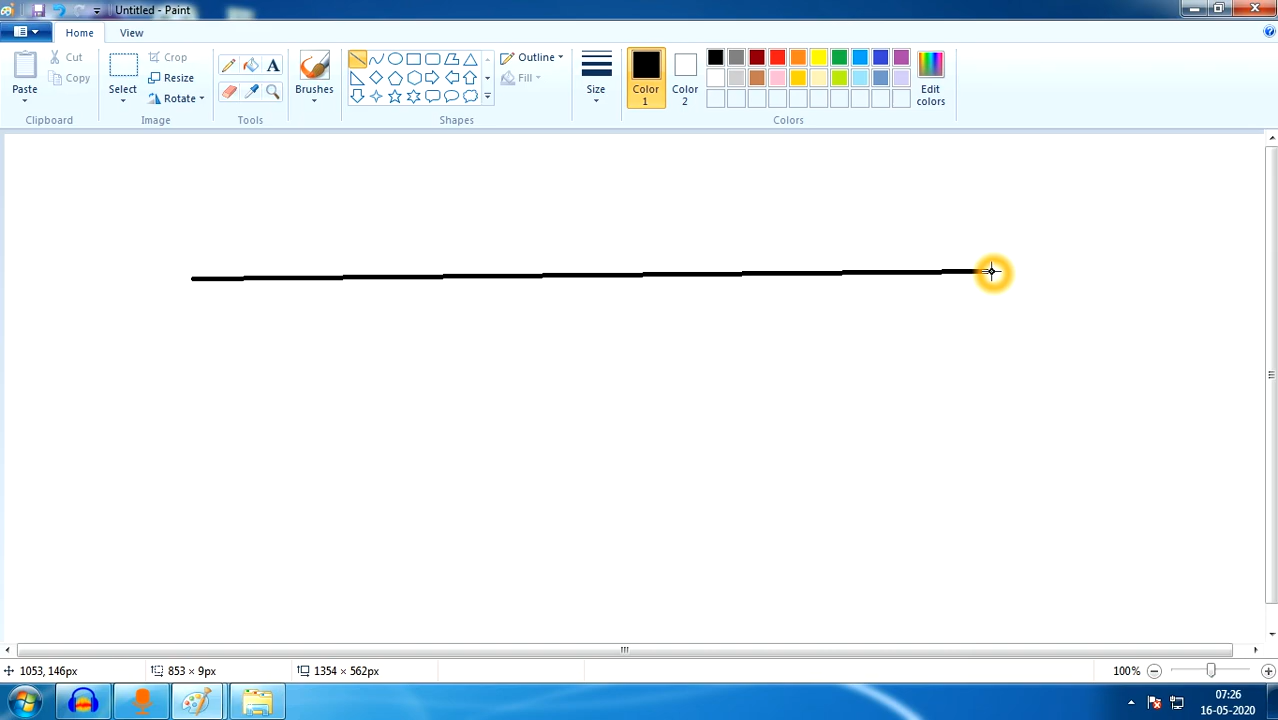 Untitled - Paint
Home View
Paste
Cut
Copy
Clipboard
Select
Crop
Resize
Rotate
Image
Tools
Brushes
Outline
Fill
Shapes
Size
Color 1
Color 2
Edit colors
Colors
1053, 146px 853 × 9px 1354 × 562px 100%
07:26
16-05-2020